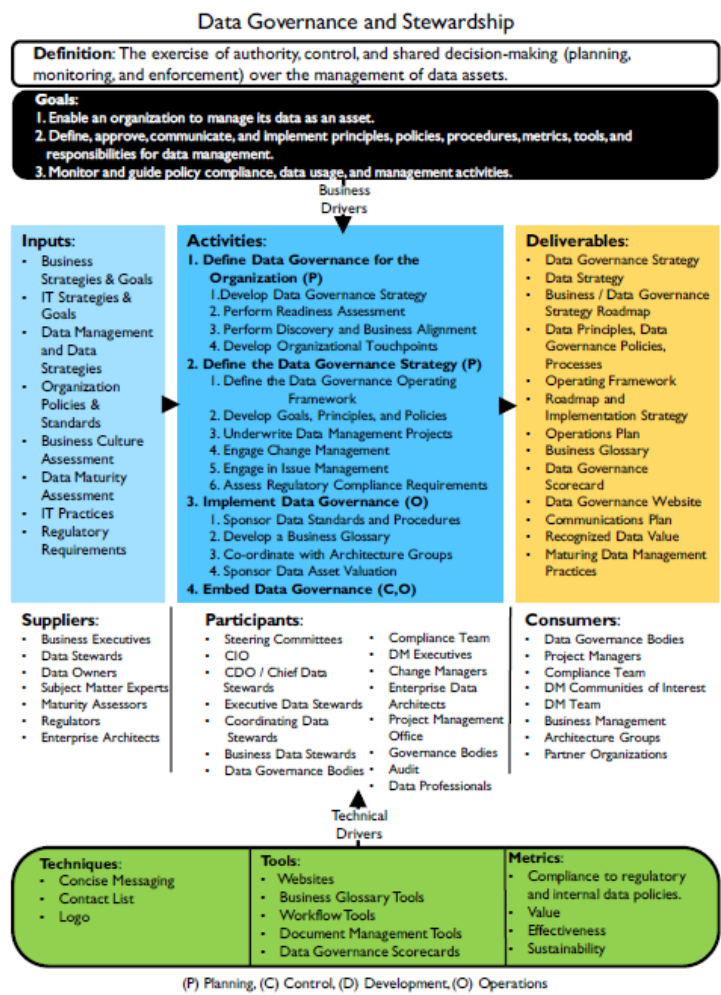 Data Governance and Stewardship
Definition: The exercise of authority, control, and shared decision-making (planning,
monitoring, and enforcement) over the management of data assets.
Goals:
1. Enable an organization to manage its data as an asset.
2. Define, approve, communicate, and implement principles, policies, procedures, metrics, tools, and
responsibilities for data management.
3. Monitor and guide policy compliance, data usage, and management activities.
Business
Drivers
Inputs:
• Business
Strategies & Goals
• IT Strategies &
Goals
• Data Management
and Data
Strategies
• Organization
Policies &
Standards
• Business Culture
Assessment
• Data Maturity
Assessment
• IT Practices
• Regulatory
Requirements
Activities:
1. Define Data Governance for the
Organization (P)
1.Develop Data Governance Strategy
2. Perform Readiness Assessment
3. Perform Discovery and Business Alignment
4. Develop Organizational Touchpoints
2. Define the Data Governance Strategy (P)
1. Define the Data Governance Operating
Framework
2. Develop Goals, Principles, and Policies
3. Underwrite Data Management Projects
4. Engage Change Management
5. Engage in Issue Management
6. Assess Regulatory Compliance Requirements
3. Implement Data Governance (O)
1. Sponsor Data Standards and Procedures
2. Develop a Business Glossary
3. Co-ordinate with Architecture Groups
4. Sponsor Data Asset Valuation
4. Embed Data Governance (C,O)
Deliverables:
• Data Governance Strategy
• Data Strategy
• Business / Data Governance
Strategy Roadmap
• Data Principles, Data
Governance Policies,
Processes
• Operating Framework
• Roadmap and
Implementation Strategy
• Operations Plan
• Business Glossary
• Data Governance
Scorecard
• Data Governance Website
• Communications Plan
• Recognized Data Value
• Maturing Data Management
Practices
Suppliers:
• Business Executives
• Data Stewards
• Data Owners
• Subject Matter Experts
• Maturity Assessors
• Regulators
• Enterprise Architects
Participants:
• Steering Committees
• CIO
• CDO / Chief Data
Stewards
• Executive Data Stewards
• Coordinating Data
Stewards
• Business Data Stewards
• Data Governance Bodies
• Compliance Team
• DM Executives
• Change Managers
• Enterprise Data
Architects
• Project Management
Office
• Governance Bodies
• Audit
• Data Professionals
Consumers:
• Data Governance Bodies
• Project Managers
• Compliance Team
• DM Communities of Interest
• DM Team
• Business Management
• Architecture Groups
• Partner Organizations
Technical
Drivers
Techniques:
• Concise Messaging
• Contact List
• Logo
Tools:
• Websites
• Business Glossary Tools
• Workflow Tools
• Document Management Tools
• Data Governance Scorecards
Metrics:
• Compliance to regulatory
and internal data policies.
• Value
• Effectiveness
• Sustainability
(P) Planning, (C) Control, (D) Development, (O) Operations